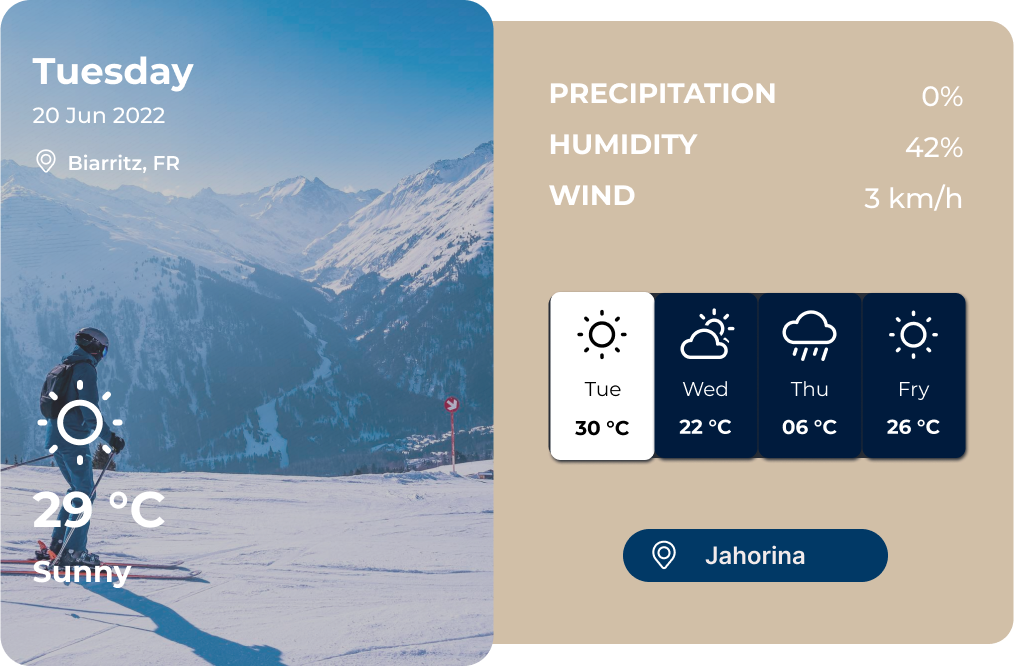 Tuesday
20 Jun 2022
Biarritz, FR
29 °C
Sunny
PRECIPITATION 0%
HUMIDITY 42%
WIND 3 km/h
Tue Wed Thu Fry
30 °C 22 °C 06 °C 26 °C
Jahorina